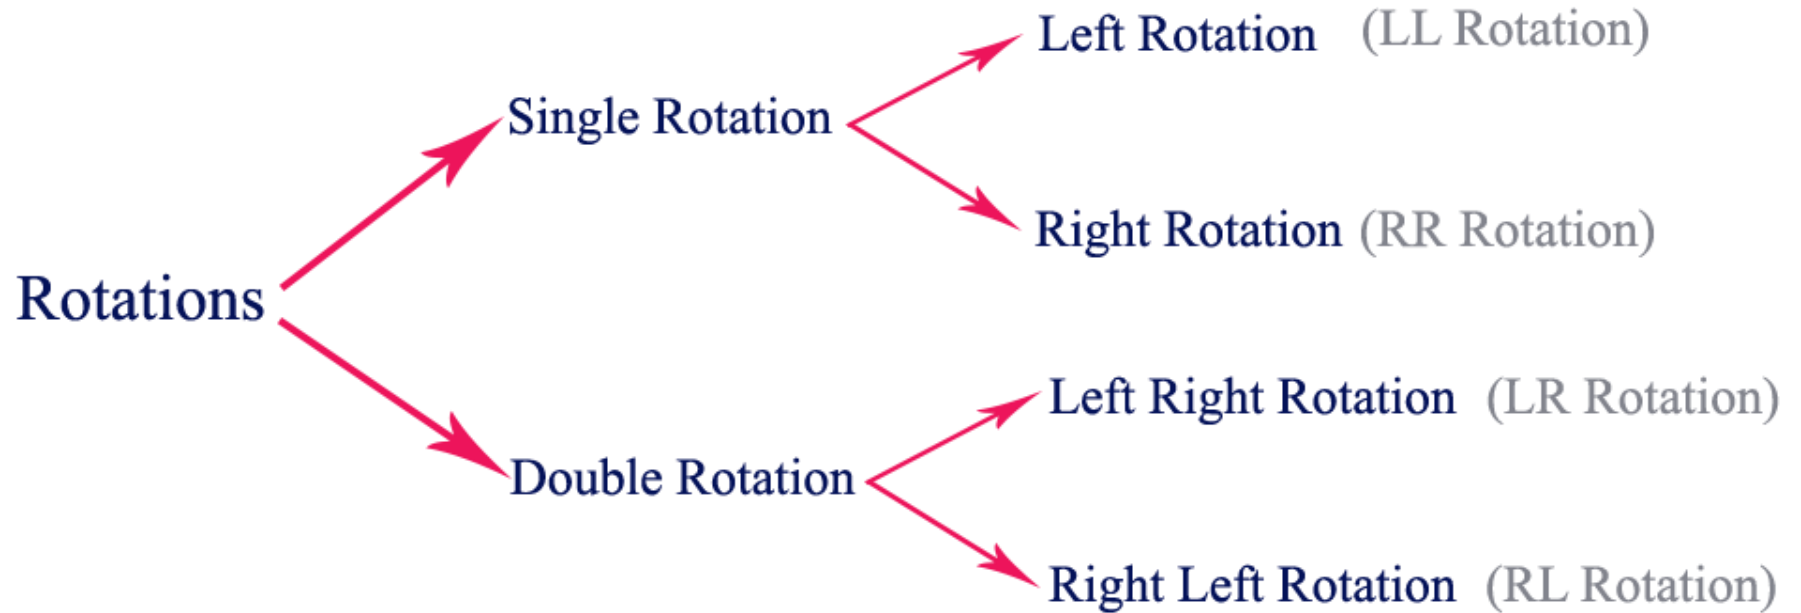 Left Rotation (LL Rotation)
Single Rotation
Right Rotation (RR Rotation)
Rotations
Left Right Rotation (LR Rotation)
Double Rotation
Right Left Rotation (RL Rotation)